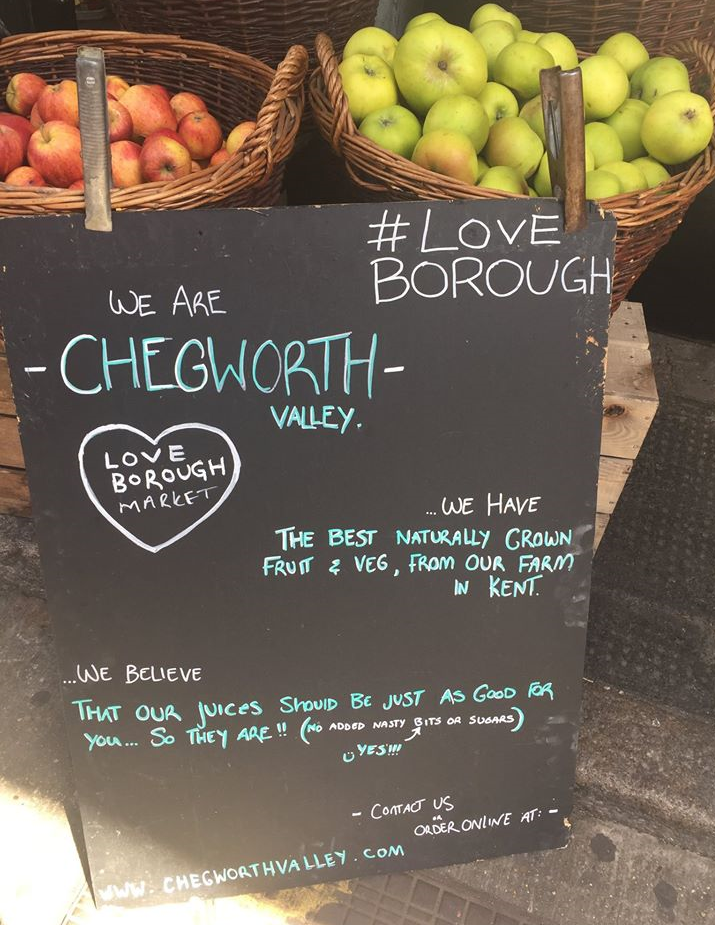 # LOVE
BOROUGH
WE ARE
- CHEGWORTH -
VALLEY.
LOVE
BOROUGH
MARKET
...WE HAVE
THE BEST NATURALLY GROWN
FRUIT & VEG, FROM OUR FARM
IN KENT.
...WE BELIEVE
THAT OUR JUICES SHOULD BE JUST AS GOOD FOR
YOU... SO THEY ARE!! (NO ADDED NASTY BITS OR SUGARS)
YES!!!
- CONTACT US
OR
ORDER ONLINE AT: -
WWW.CHEGWORTHVALLEY.COM